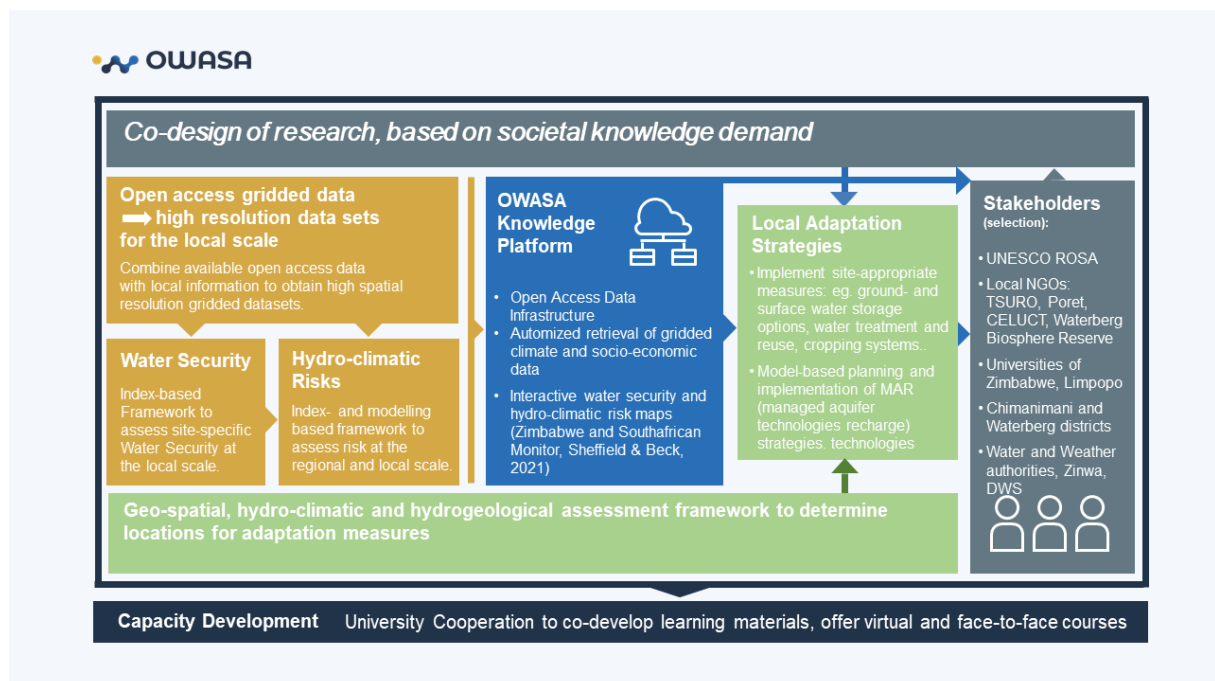 OWASA
Co-design of research, based on societal knowledge demand
Open access gridded data
high resolution data sets
for the local scale
Combine available open access data
with local information to obtain high spatial
resolution gridded datasets.
Water Security
Index-based
Framework to
assess site-specific
Water Security at
the local scale.
Hydro-climatic
Risks
Index- and modelling
based framework to
assess risk at the
regional and local scale.
OWASA
Knowledge
Platform
• Open Access Data
Infrastructure
• Automized retrieval of gridded
climate and socio-economic
data
• Interactive water security and
hydro-climatic risk maps
(Zimbabwe and Southafrican
Monitor, Sheffield & Beck,
2021)
Local Adaptation
Strategies
• Implement site-appropriate
measures: eg. ground- and
surface water storage
options, water treatment and
reuse, cropping systems..
• Model-based planning and
implementation of MAR
(managed aquifer
technologies recharge)
strategies. technologies
Stakeholders
(selection):
• UNESCO ROSA
• Local NGOs:
TSURO, Poret,
CELUCT, Waterberg
Biosphere Reserve
• Universities of
Zimbabwe, Limpopo
• Chimanimani and
Waterberg districts
• Water and Weather
authorities, Zinwa,
DWS
Geo-spatial, hydro-climatic and hydrogeological assessment framework to determine
locations for adaptation measures
Capacity Development University Cooperation to co-develop learning materials, offer virtual and face-to-face courses